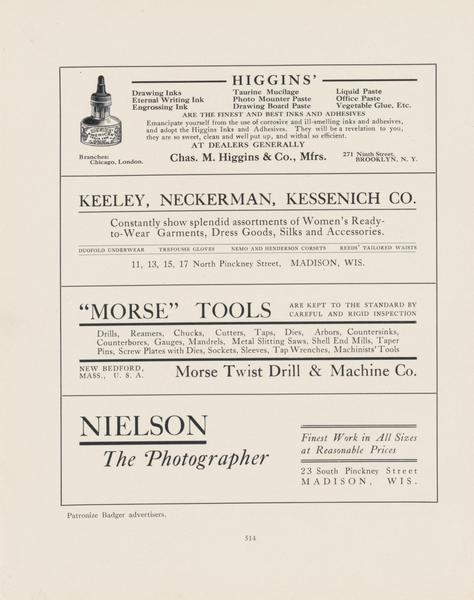 HIGGINS'
Drawing Inks
Eternal Writing Ink
Engrossing Ink
Taurine Mucilage
Photo Mounter Paste
Drawing Board Paste
Liquid Paste
Office Paste
Vegetable Glue, Etc.
ARE THE FINEST AND BEST INKS AND ADHESIVES
Emancipate yourself from the use of corrosive and ill-smelling inks and adhesives,
and adopt the Higgins Inks and Adhesives. They will be a revelation to you,
they are so sweet, clean and well put up, and withal so efficient.
AT DEALERS GENERALLY
Branches:
Chicago, London.
Chas. M. Higgins & Co., Mfrs.
271 Ninth Street,
BROOKLYN, N. Y.
KEELEY, NECKERMAN, KESSENICH CO.
Constantly show splendid assortments of Women's Ready-
to-Wear Garments, Dress Goods, Silks and Accessories.
DUOFOLD UNDERWEAR TREFOUSSE GLOVES NEMO AND HENDERSON CORSETS REEDS' TAILORED WAISTS
11, 13, 15, 17 North Pinckney Street, MADISON, WIS.
"MORSE" TOOLS
ARE KEPT TO THE STANDARD BY
CAREFUL AND RIGID INSPECTION
Drills, Reamers, Chucks, Cutters, Taps, Dies, Arbors, Countersinks,
Counterbores, Gauges, Mandrels, Metal Slitting Saws, Shell End Mills, Taper
Pins, Screw Plates with Dies, Sockets, Sleeves, Tap Wrenches, Machinists' Tools
NEW BEDFORD,
MASS., U. S. A.
Morse Twist Drill & Machine Co.
NIELSON
The Photographer
Finest Work in All Sizes
at Reasonable Prices
23 South Pinckney Street
MADISON, WIS.
Patronize Badger advertisers.
514